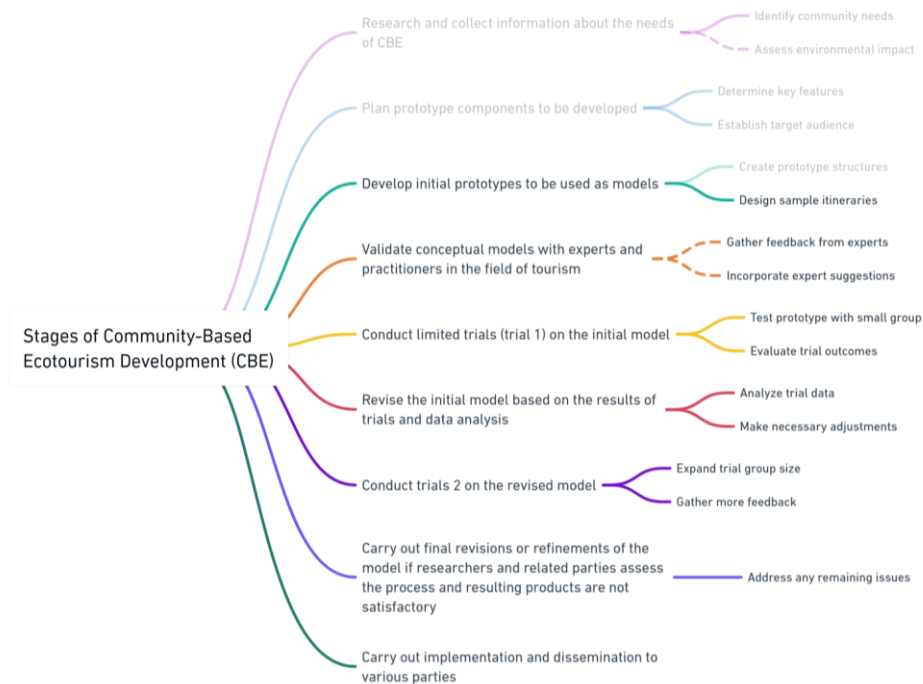 Research and collect information about the needs
of CBE
Identify community needs
Assess environmental impact
Plan prototype components to be developed
Determine key features
Establish target audience
Develop initial prototypes to be used as models
Create prototype structures
Design sample itineraries
Validate conceptual models with experts and
practitioners in the field of tourism
Gather feedback from experts
Incorporate expert suggestions
Stages of Community-Based
Ecotourism Development (CBE)
Conduct limited trials (trial 1) on the initial model
Test prototype with small group
Evaluate trial outcomes
Revise the initial model based on the results of
trials and data analysis
Analyze trial data
Make necessary adjustments
Conduct trials 2 on the revised model
Expand trial group size
Gather more feedback
Carry out final revisions or refinements of the
model if researchers and related parties assess
the process and resulting products are not
satisfactory
Address any remaining issues
Carry out implementation and dissemination to
various parties